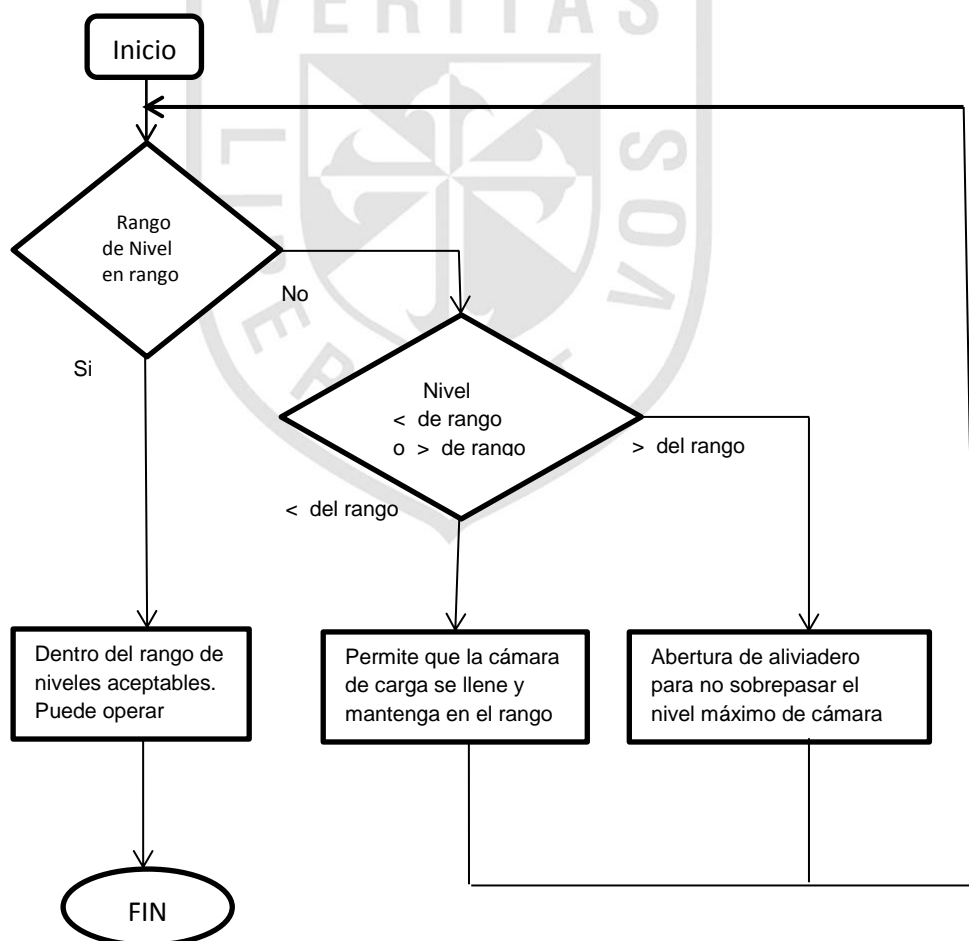 VERITAS
Inicio
Rango
de Nivel
en rango
No
Si
Nivel
< de rango
o > de rango
> del rango
< del rango
Dentro del rango de
niveles aceptables.
Puede operar
Permite que la cámara
de carga se llene y
mantenga en el rango
Abertura de aliviadero
para no sobrepasar el
nivel máximo de cámara
FIN